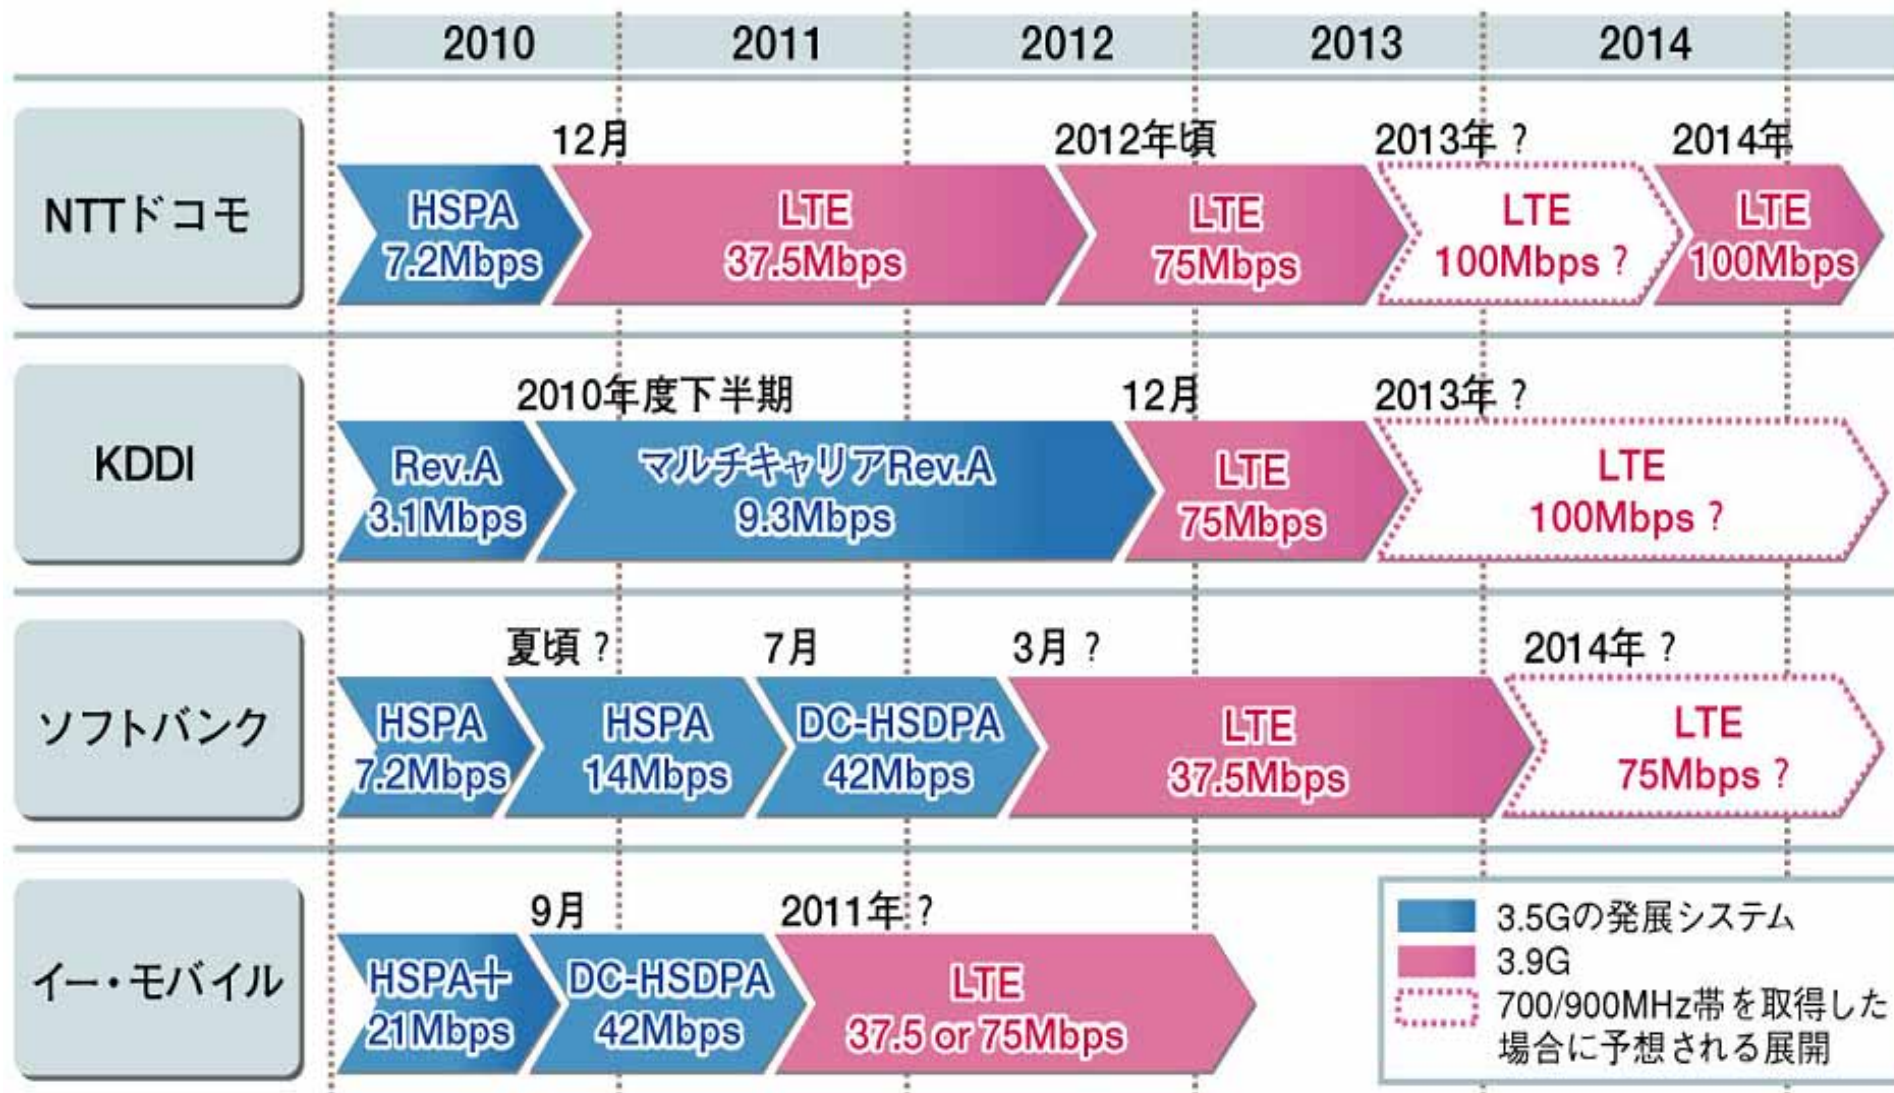 2010 2011 2012 2013 2014
NTTドコモ
12月 2012年頃 2013年？ 2014年
HSPA
7.2Mbps
LTE
37.5Mbps
LTE
75Mbps
LTE
100Mbps？
LTE
100Mbps
KDDI
2010年度下半期 12月 2013年？
Rev.A
3.1Mbps
マルチキャリアRev.A
9.3Mbps
LTE
75Mbps
LTE
100Mbps？
ソフトバンク
夏頃？ 7月 3月？ 2014年？
HSPA
7.2Mbps
HSPA
14Mbps
DC-HSDPA
42Mbps
LTE
37.5Mbps
LTE
75Mbps？
イー・モバイル
9月 2011年？
HSPA＋
21Mbps
DC-HSDPA
42Mbps
LTE
37.5 or 75Mbps
3.5Gの発展システム
3.9G
700/900MHz帯を取得した
場合に予想される展開